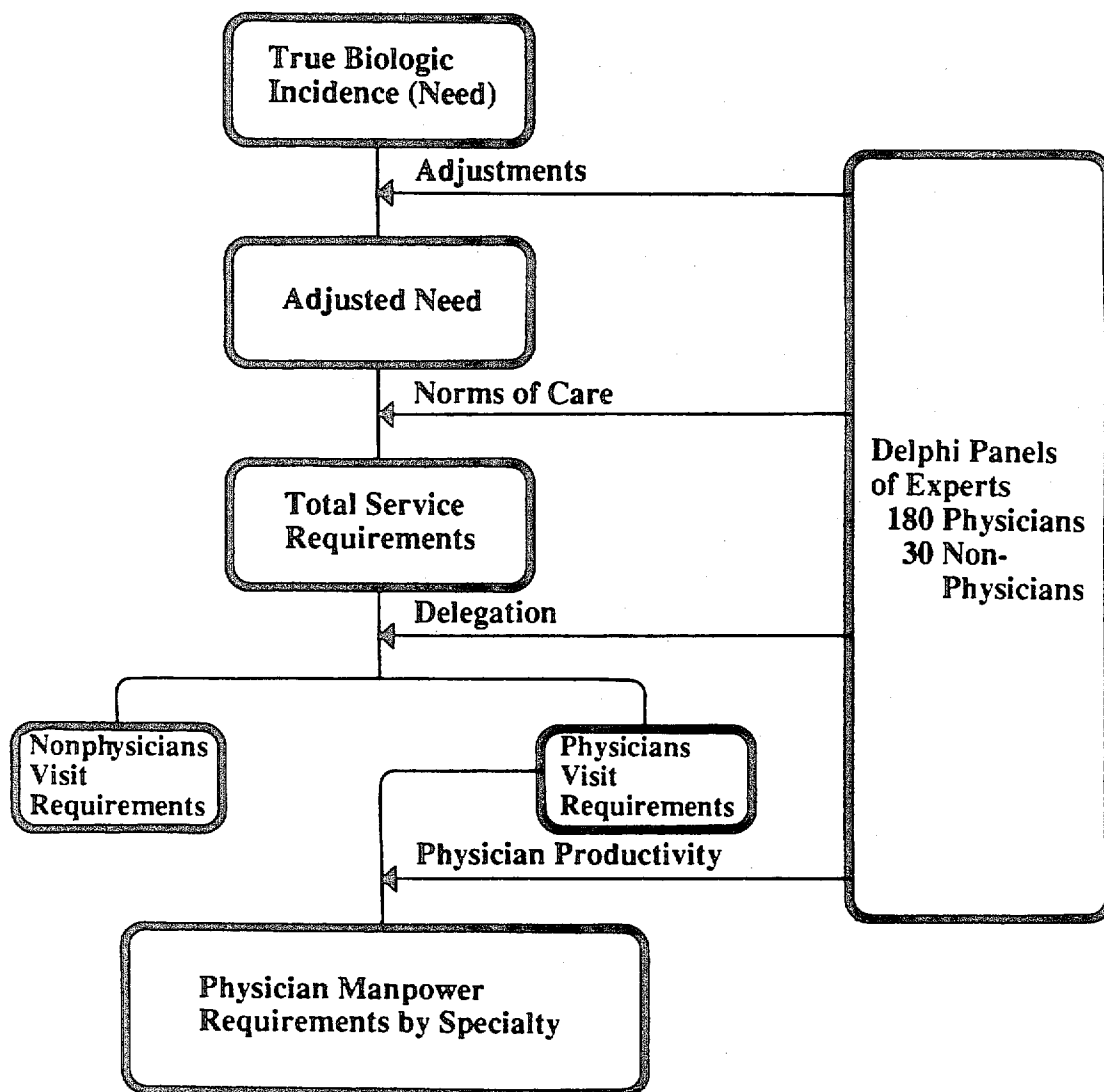 True Biologic
Incidence (Need)
Adjustments
Adjusted Need
Norms of Care
Total Service
Requirements
Delphi Panels
of Experts
180 Physicians
30 Non-
Physicians
Delegation
Nonphysicians
Visit
Requirements
Physicians
Visit
Requirements
Physician Productivity
Physician Manpower
Requirements by Specialty